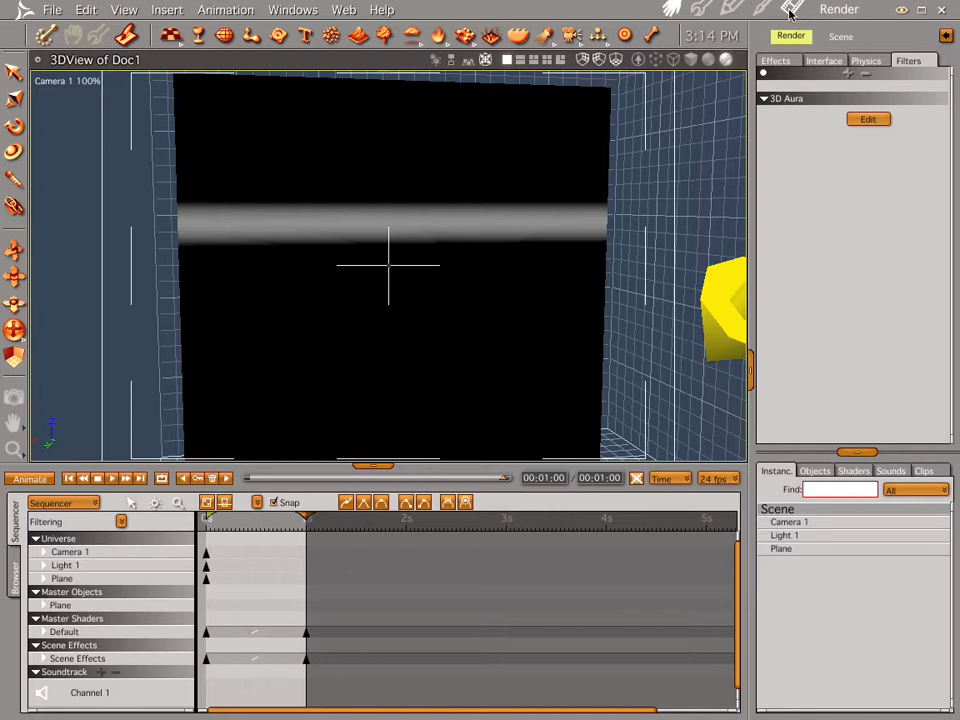 File Edit View Insert Animation Windows Web Help Render
3:14 PM Render Scene
3DView of Doc1
Effects Interface Physics Filters
Camera 1 100%
3D Aura
Edit
Z
Animate 00:01:00 / 00:01:00 Time 24 fps
Instanc. Objects Shaders Sounds Clips
Find: All
Sequencer Snap
Sequencer
Browser
Filtering
0s 1s 2s 3s 4s 5s
Scene
Camera 1
Light 1
Plane
Universe
Camera 1
Light 1
Plane
Master Objects
Plane
Master Shaders
Default
Scene Effects
Scene Effects
Soundtrack
Channel 1